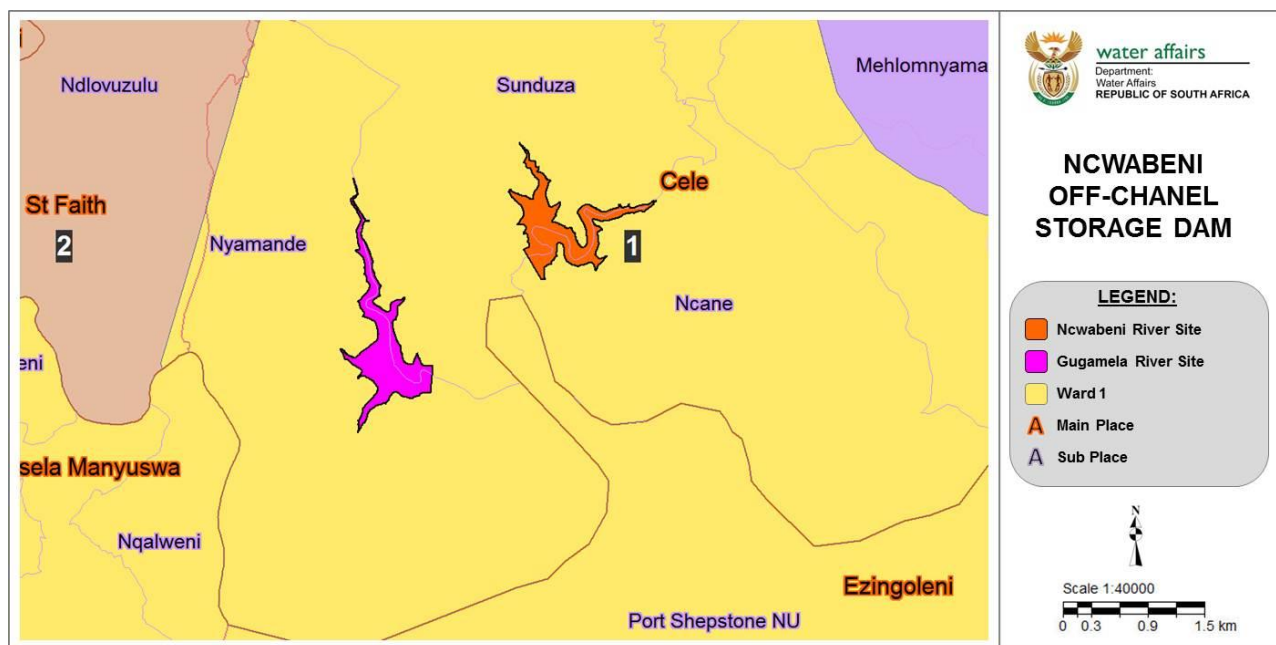 i
Ndlovuzulu
Sunduza
Mehlomnyama
St Faith
2
Nyamande
Cele
1
Ncane
eni
sela Manyuswa
Nqalweni
Ezingoleni
Port Shepstone NU
water affairs
Department:
Water Affairs
REPUBLIC OF SOUTH AFRICA
NCWABENI
OFF-CHANEL
STORAGE DAM
LEGEND:
Ncwabeni River Site
Gugamela River Site
Ward 1
A Main Place
A Sub Place
N
Scale 1:40000
0 0.3 0.9 1.5 km